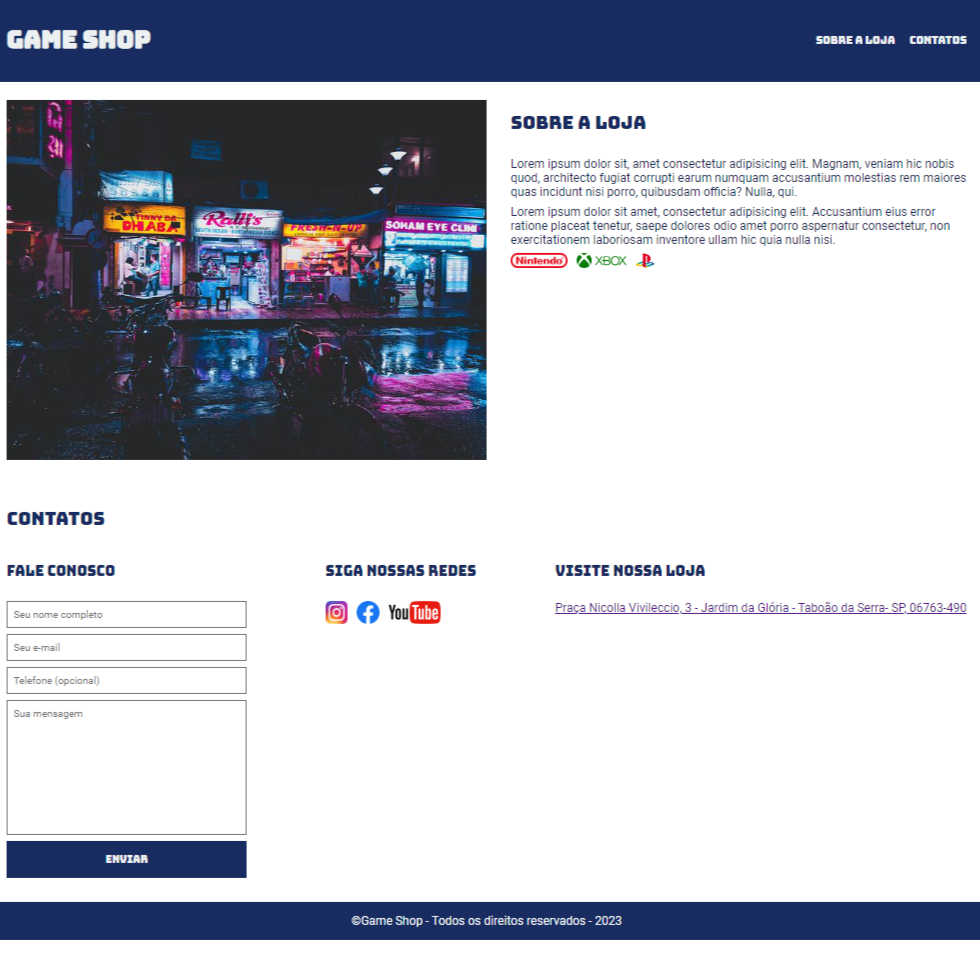 GAME SHOP
SOBRE A LOJA
CONTATOS
DHABA
Radji's
FRESH-N-UP
SOHAM EYE CLINI
SOBRE A LOJA
Lorem ipsum dolor sit, amet consectetur adipisicing elit. Magnam, veniam hic nobis
quod, architecto fugiat corrupti earum numquam accusantium molestias rem maiores
quas incidunt nisi porro, quibusdam officia? Nulla, qui.
Lorem ipsum dolor sit amet, consectetur adipisicing elit. Accusantium eius error
ratione placeat tenetur, saepe dolores odio amet porro aspernatur consectetur, non
exercitationem laboriosam inventore ullam hic quia nulla nisi.
Nintendo XBOX
CONTATOS
FALE CONOSCO
Seu nome completo
Seu e-mail
Telefone (opcional)
Sua mensagem
ENVIAR
SIGA NOSSAS REDES
YouTube
VISITE NOSSA LOJA
Praça Nicolla Vivileccio, 3 - Jardim da Glória - Taboão da Serra- SP, 06763-490
©Game Shop - Todos os direitos reservados - 2023